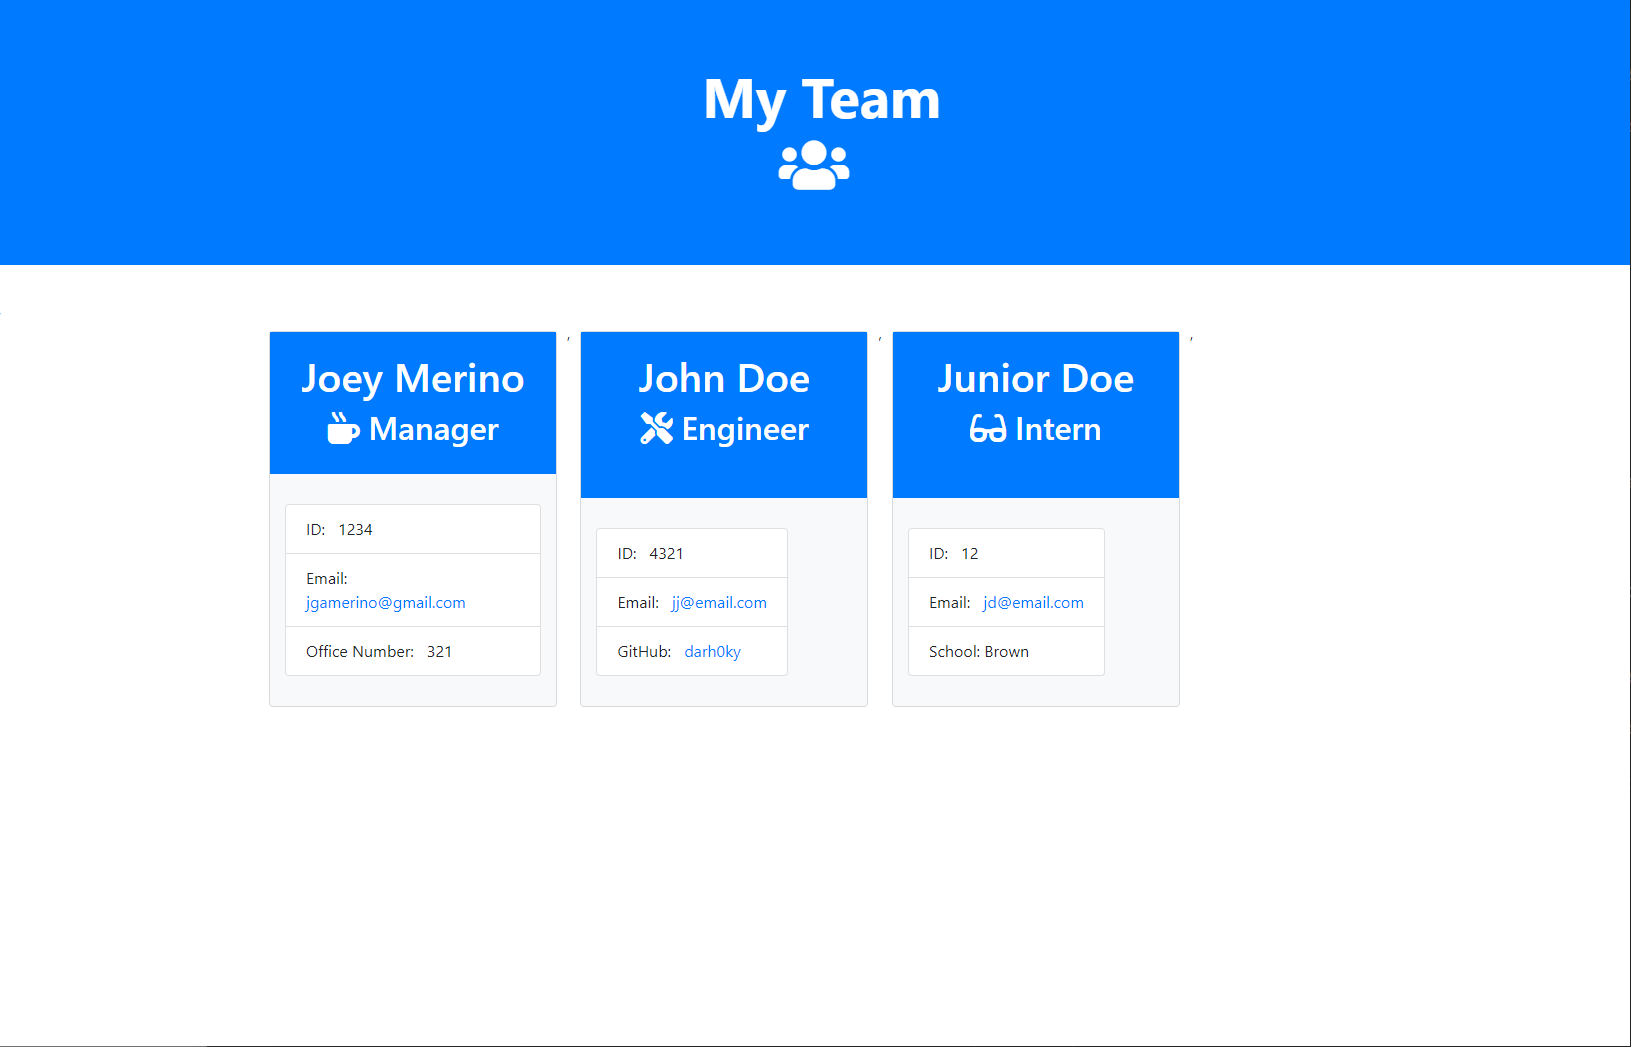 My Team
Joey Merino
Manager
ID: 1234
Email:
jgamerino@gmail.com
Office Number: 321
,
John Doe
Engineer
ID: 4321
Email: jj@email.com
GitHub: darh0ky
,
Junior Doe
Intern
ID: 12
Email: jd@email.com
School: Brown
,